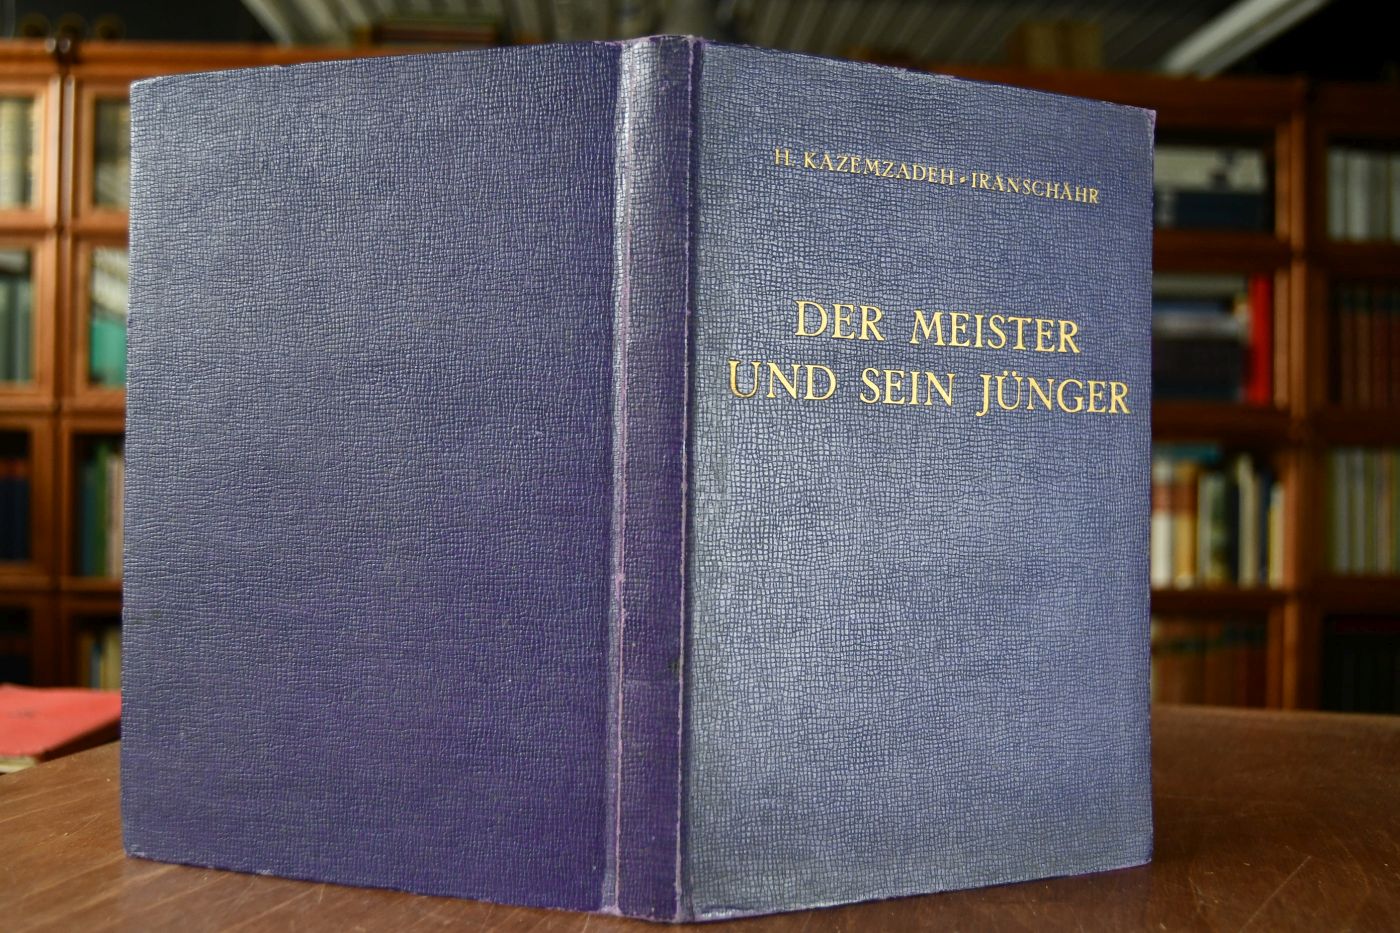 H. KAZEMZADEH-IRANSCHÄHR
DER MEISTER
UND SEIN JÜNGER